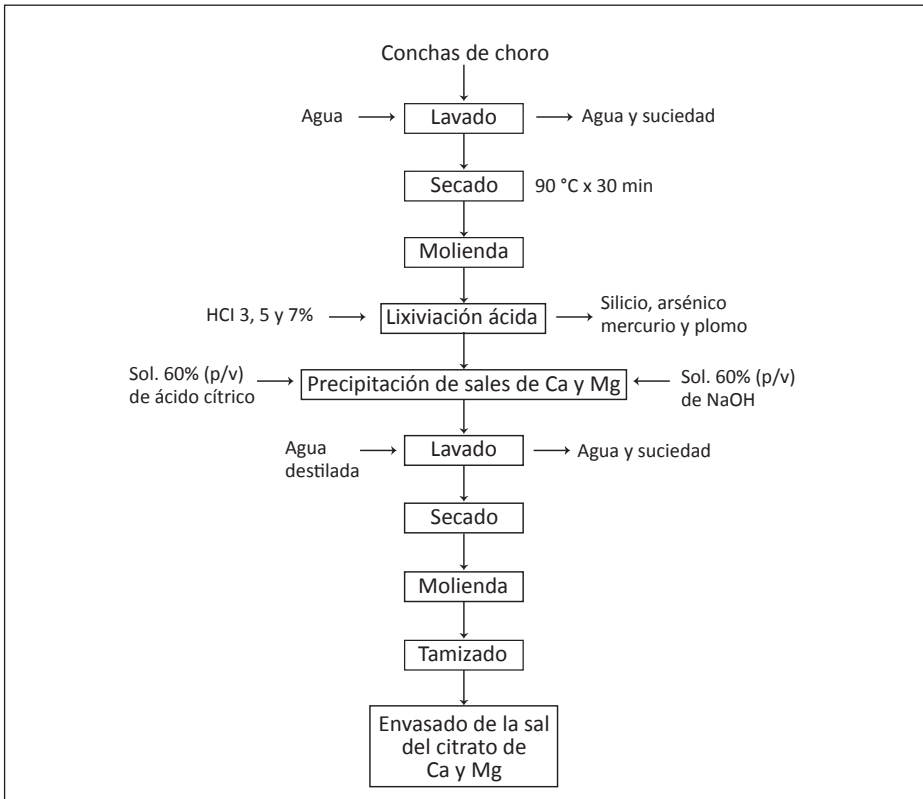 Conchas de choro
Agua
Lavado
Agua y suciedad
Secado
90 °C x 30 min
Molienda
HCl 3, 5 y 7%
Lixiviación ácida
Silicio, arsénico
mercurio y plomo
Sol. 60% (p/v)
de ácido cítrico
Precipitación de sales de Ca y Mg
Sol. 60% (p/v)
de NaOH
Agua
destilada
Lavado
Agua y suciedad
Secado
Molienda
Tamizado
Envasado de la sal
del citrato de
Ca y Mg